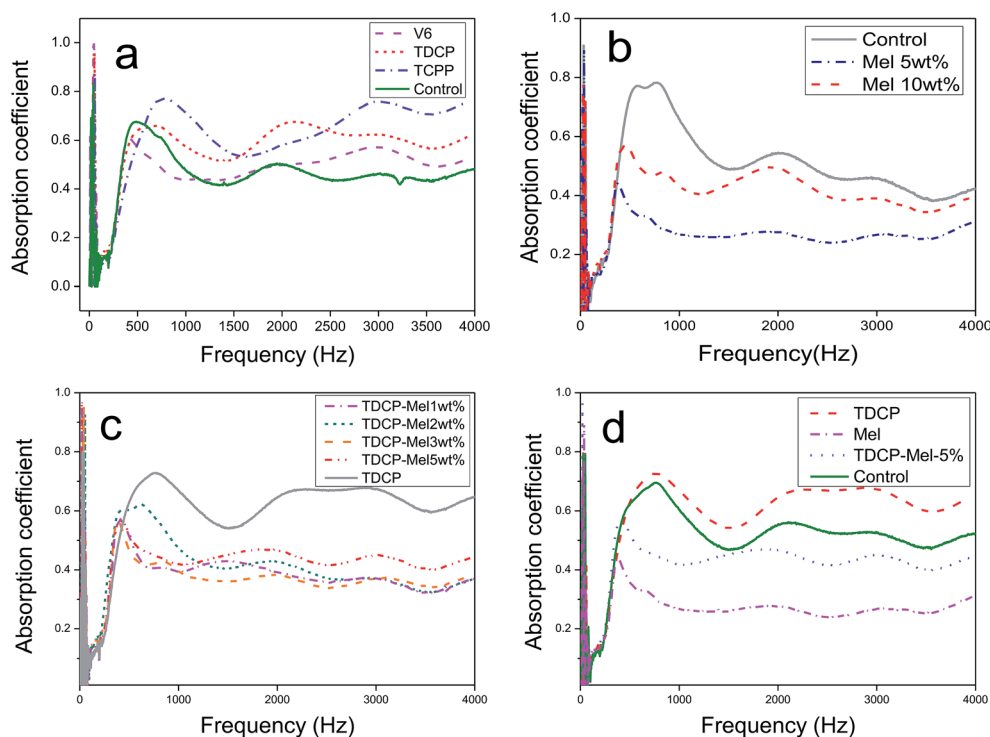 a
V6
TDCP
TCPP
Control
1.0
0.8
0.6
0.4
0.2
0.0
0 500 1000 1500 2000 2500 3000 3500 4000
Absorption coefficient
Frequency (Hz)
b
Control
Mel 5wt%
Mel 10wt%
1.0
0.8
0.6
0.4
0.2
0 1000 2000 3000 4000
Absorption coefficient
Frequency(Hz)
c
TDCP-Mel1wt%
TDCP-Mel2wt%
TDCP-Mel3wt%
TDCP-Mel5wt%
TDCP
1.0
0.8
0.6
0.4
0.2
0 1000 2000 3000 4000
Absorption coefficient
Frequency (Hz)
d
TDCP
Mel
TDCP-Mel-5%
Control
1.0
0.8
0.6
0.4
0.2
0 1000 2000 3000 4000
Absorption coefficient
Frequency (Hz)